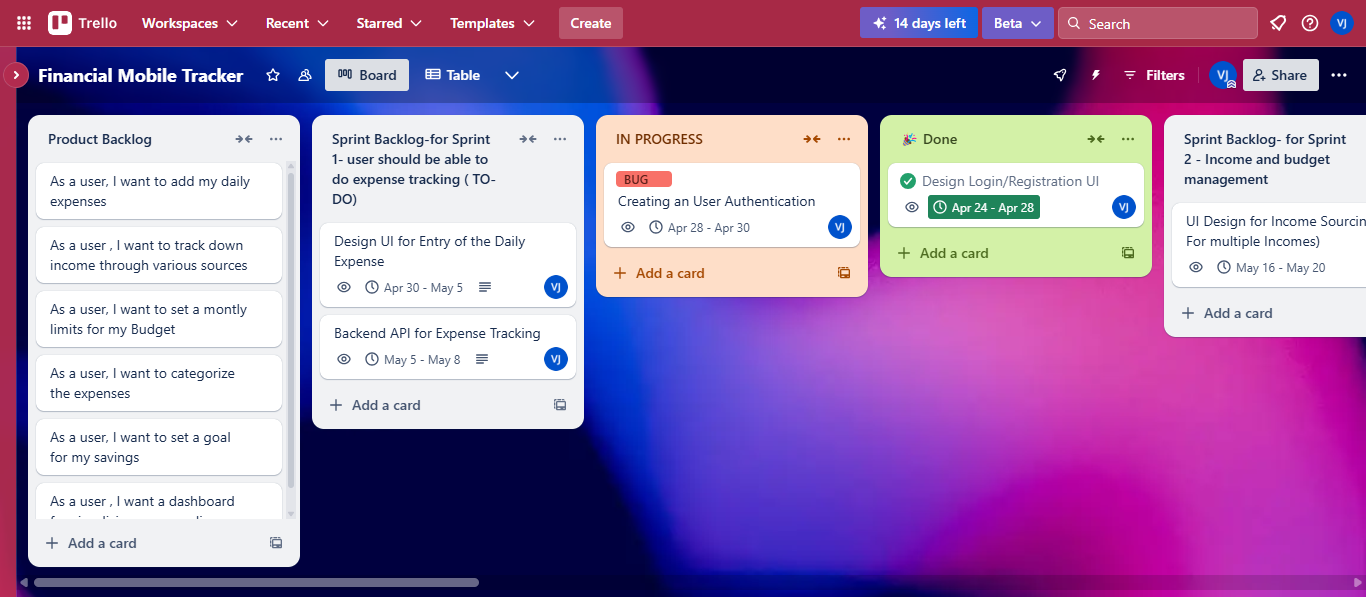 Trello
Workspaces
Recent
Starred
Templates
Create
14 days left
Beta
Search
VJ
Financial Mobile Tracker
Board
Table
Filters
VJ
Share
Product Backlog
As a user, I want to add my daily
expenses
As a user , I want to track down
income through various sources
As a user, I want to set a montly
limits for my Budget
As a user, I want to categorize
the expenses
As a user, I want to set a goal
for my savings
As a user , I want a dashboard
Add a card
Sprint Backlog-for Sprint
1- user should be able to
do expense tracking ( TO-
DO)
Design UI for Entry of the Daily
Expense
Apr 30 - May 5
VJ
Backend API for Expense Tracking
May 5 - May 8
VJ
Add a card
IN PROGRESS
BUG
Creating an User Authentication
Apr 28 - Apr 30
VJ
Add a card
Done
Design Login/Registration UI
Apr 24 - Apr 28
VJ
Add a card
Sprint Backlog- for Sprint
2 - Income and budget
management
UI Design for Income Sourcin
For multiple Incomes)
May 16 - May 20
Add a card